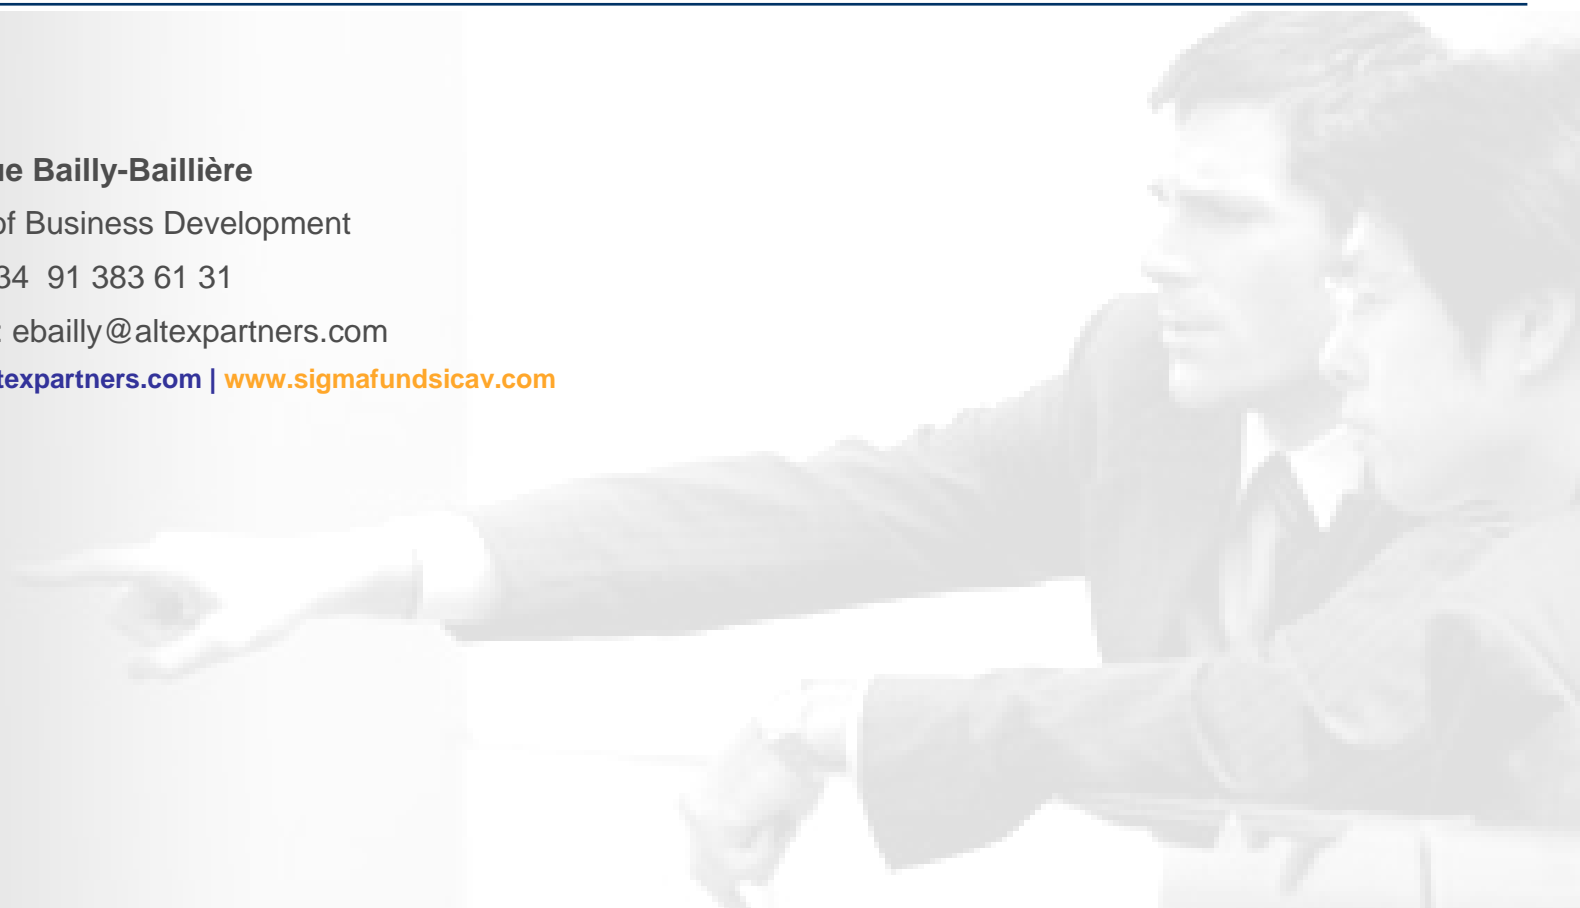 ue Bailly-Baillière
of Business Development
34 91 383 61 31
: ebailly@altexpartners.com
texpartners.com | www.sigmafundsicav.com